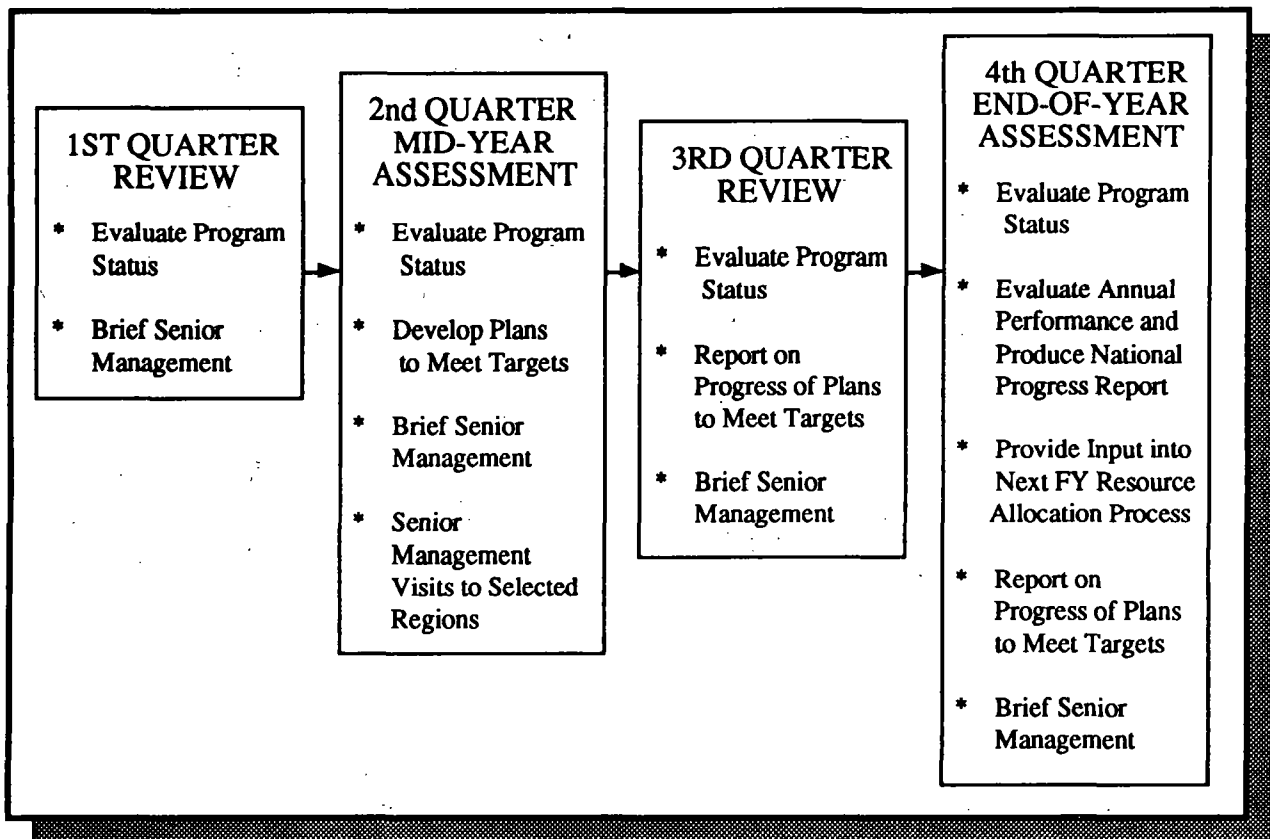 1ST QUARTER
REVIEW
* Evaluate Program
Status
* Brief Senior
Management
2nd QUARTER
MID-YEAR
ASSESSMENT
* Evaluate Program
Status
* Develop Plans
to Meet Targets
* Brief Senior
Management
* Senior
Management
Visits to Selected
Regions
3RD QUARTER
REVIEW
* Evaluate Program
Status
* Report on
Progress of Plans
to Meet Targets
* Brief Senior
Management
4th QUARTER
END-OF-YEAR
ASSESSMENT
* Evaluate Program
Status
* Evaluate Annual
Performance and
Produce National
Progress Report
* Provide Input into
Next FY Resource
Allocation Process
* Report on
Progress of Plans
to Meet Targets
* Brief Senior
Management